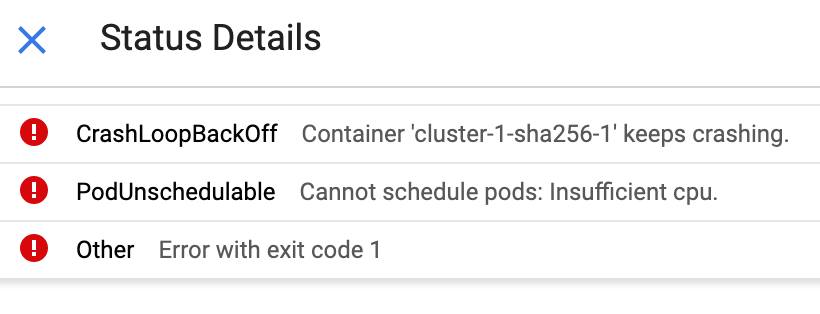 Status Details
CrashLoopBackOff Container 'cluster-1-sha256-1' keeps crashing.
PodUnschedulable Cannot schedule pods: Insufficient cpu.
Other Error with exit code 1